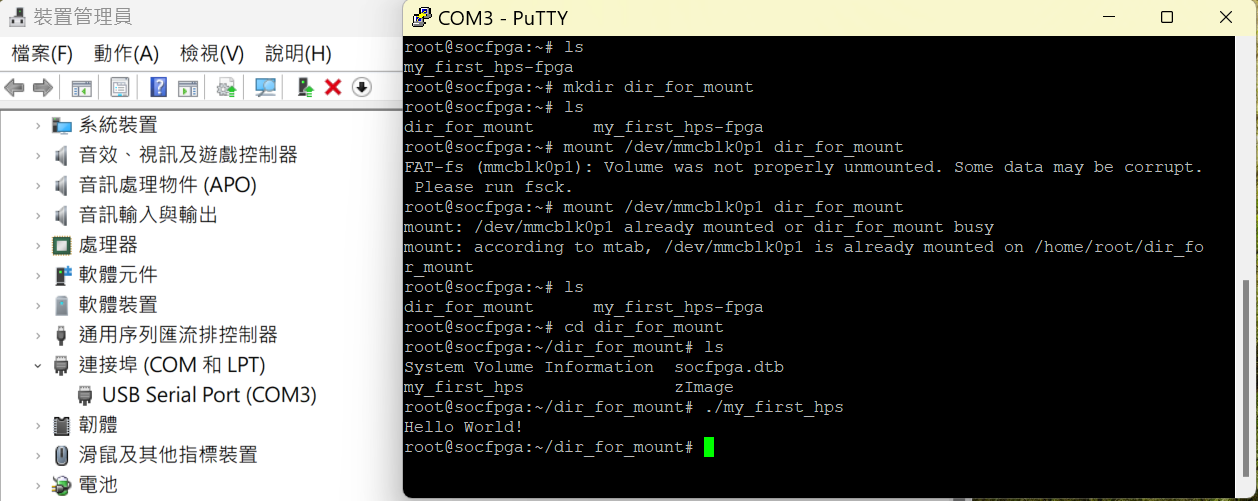 裝置管理員
檔案(F) 動作(A) 檢視(V) 說明(H)
系統裝置
音效、視訊及遊戲控制器
音訊處理物件 (APO)
音訊輸入與輸出
處理器
軟體元件
軟體裝置
通用序列匯流排控制器
連接埠 (COM 和 LPT)
USB Serial Port (COM3)
韌體
滑鼠及其他指標裝置
電池
COM3 - PuTTY
root@socfpga:~# ls
my_first_hps-fpga
root@socfpga:~# mkdir dir_for_mount
root@socfpga:~# ls
dir_for_mount      my_first_hps-fpga
root@socfpga:~# mount /dev/mmcblk0p1 dir_for_mount
FAT-fs (mmcblk0p1): Volume was not properly unmounted. Some data may be corrupt.
 Please run fsck.
root@socfpga:~# mount /dev/mmcblk0p1 dir_for_mount
mount: /dev/mmcblk0p1 already mounted or dir_for_mount busy
mount: according to mtab, /dev/mmcblk0p1 is already mounted on /home/root/dir_fo
r_mount
root@socfpga:~# ls
dir_for_mount      my_first_hps-fpga
root@socfpga:~# cd dir_for_mount
root@socfpga:~/dir_for_mount# ls
System Volume Information  socfpga.dtb
my_first_hps               zImage
root@socfpga:~/dir_for_mount# ./my_first_hps
Hello World!
root@socfpga:~/dir_for_mount#